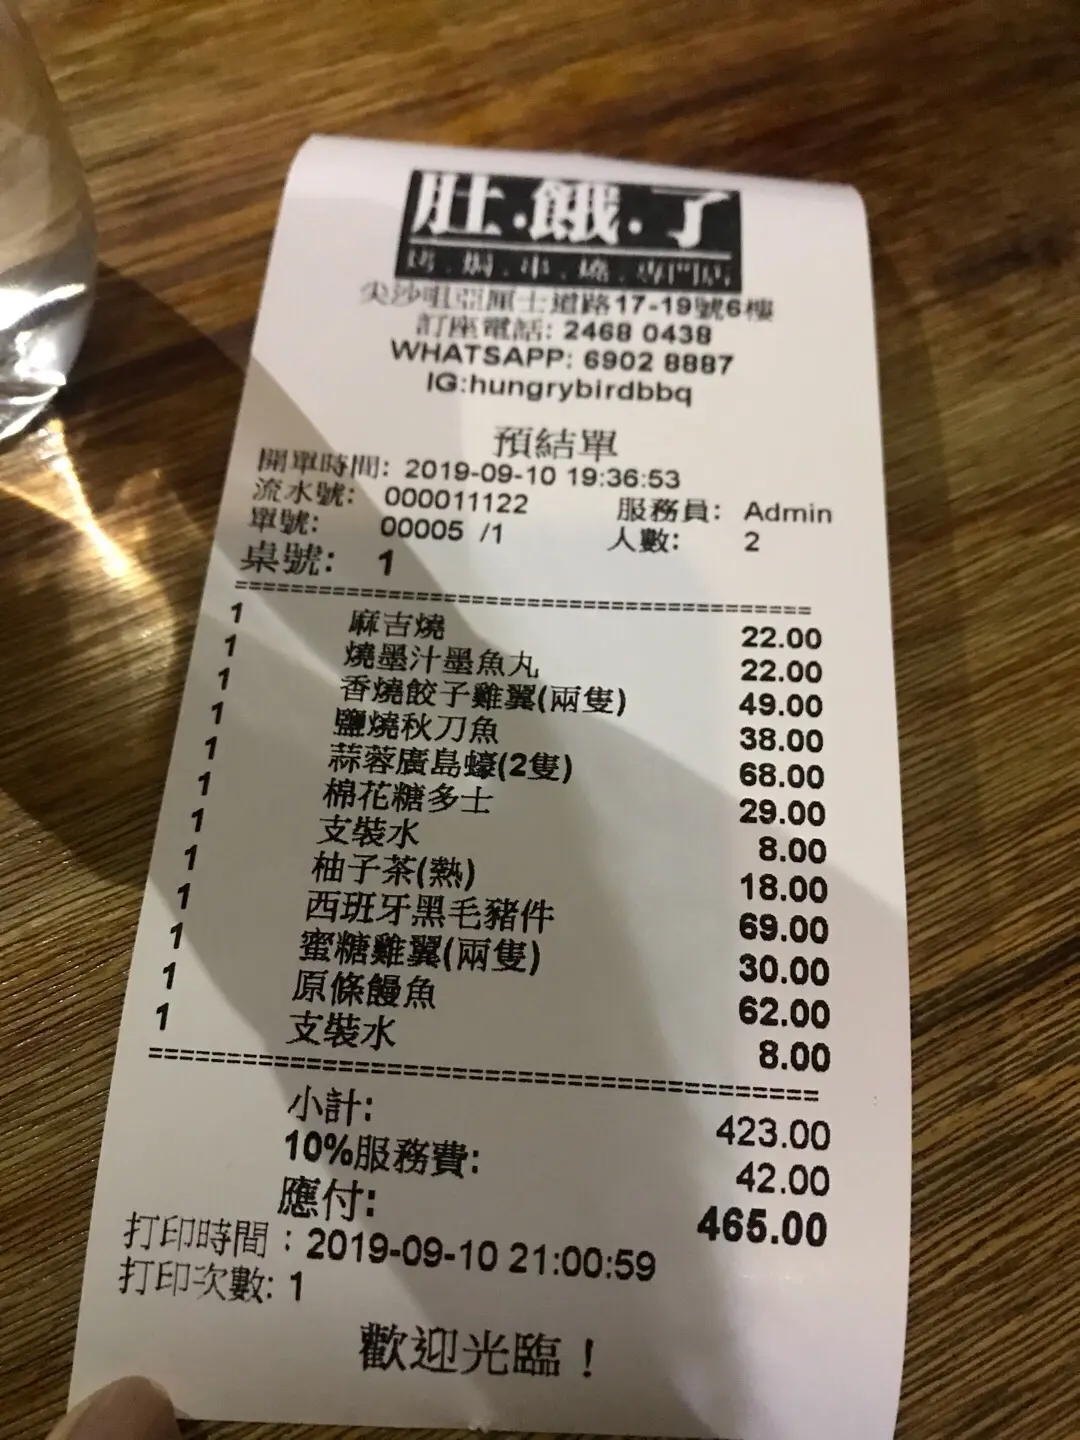 肚.餓.了
烤.焗.串.燒.專門店
尖沙咀亞厘士道路17-19號6樓
訂座電話: 2468 0438
WHATSAPP: 6902 8887
IG:hungrybirdbbq
預結單
開單時間: 2019-09-10 19:36:53
流水號: 000011122 服務員: Admin
單號: 00005 /1 人數: 2
桌號: 1
1 麻吉燒 22.00
1 燒墨汁墨魚丸 22.00
1 香燒餃子雞翼(兩隻) 49.00
1 鹽燒秋刀魚 38.00
1 蒜蓉廣島蠔(2隻) 68.00
1 棉花糖多士 29.00
1 支裝水 8.00
1 柚子茶(熱) 18.00
1 西班牙黑毛豬件 69.00
1 蜜糖雞翼(兩隻) 30.00
1 原條饅魚 62.00
1 支裝水 8.00
小計: 423.00
10%服務費: 42.00
應付: 465.00
打印時間：2019-09-10 21:00:59
打印次數: 1
歡迎光臨！